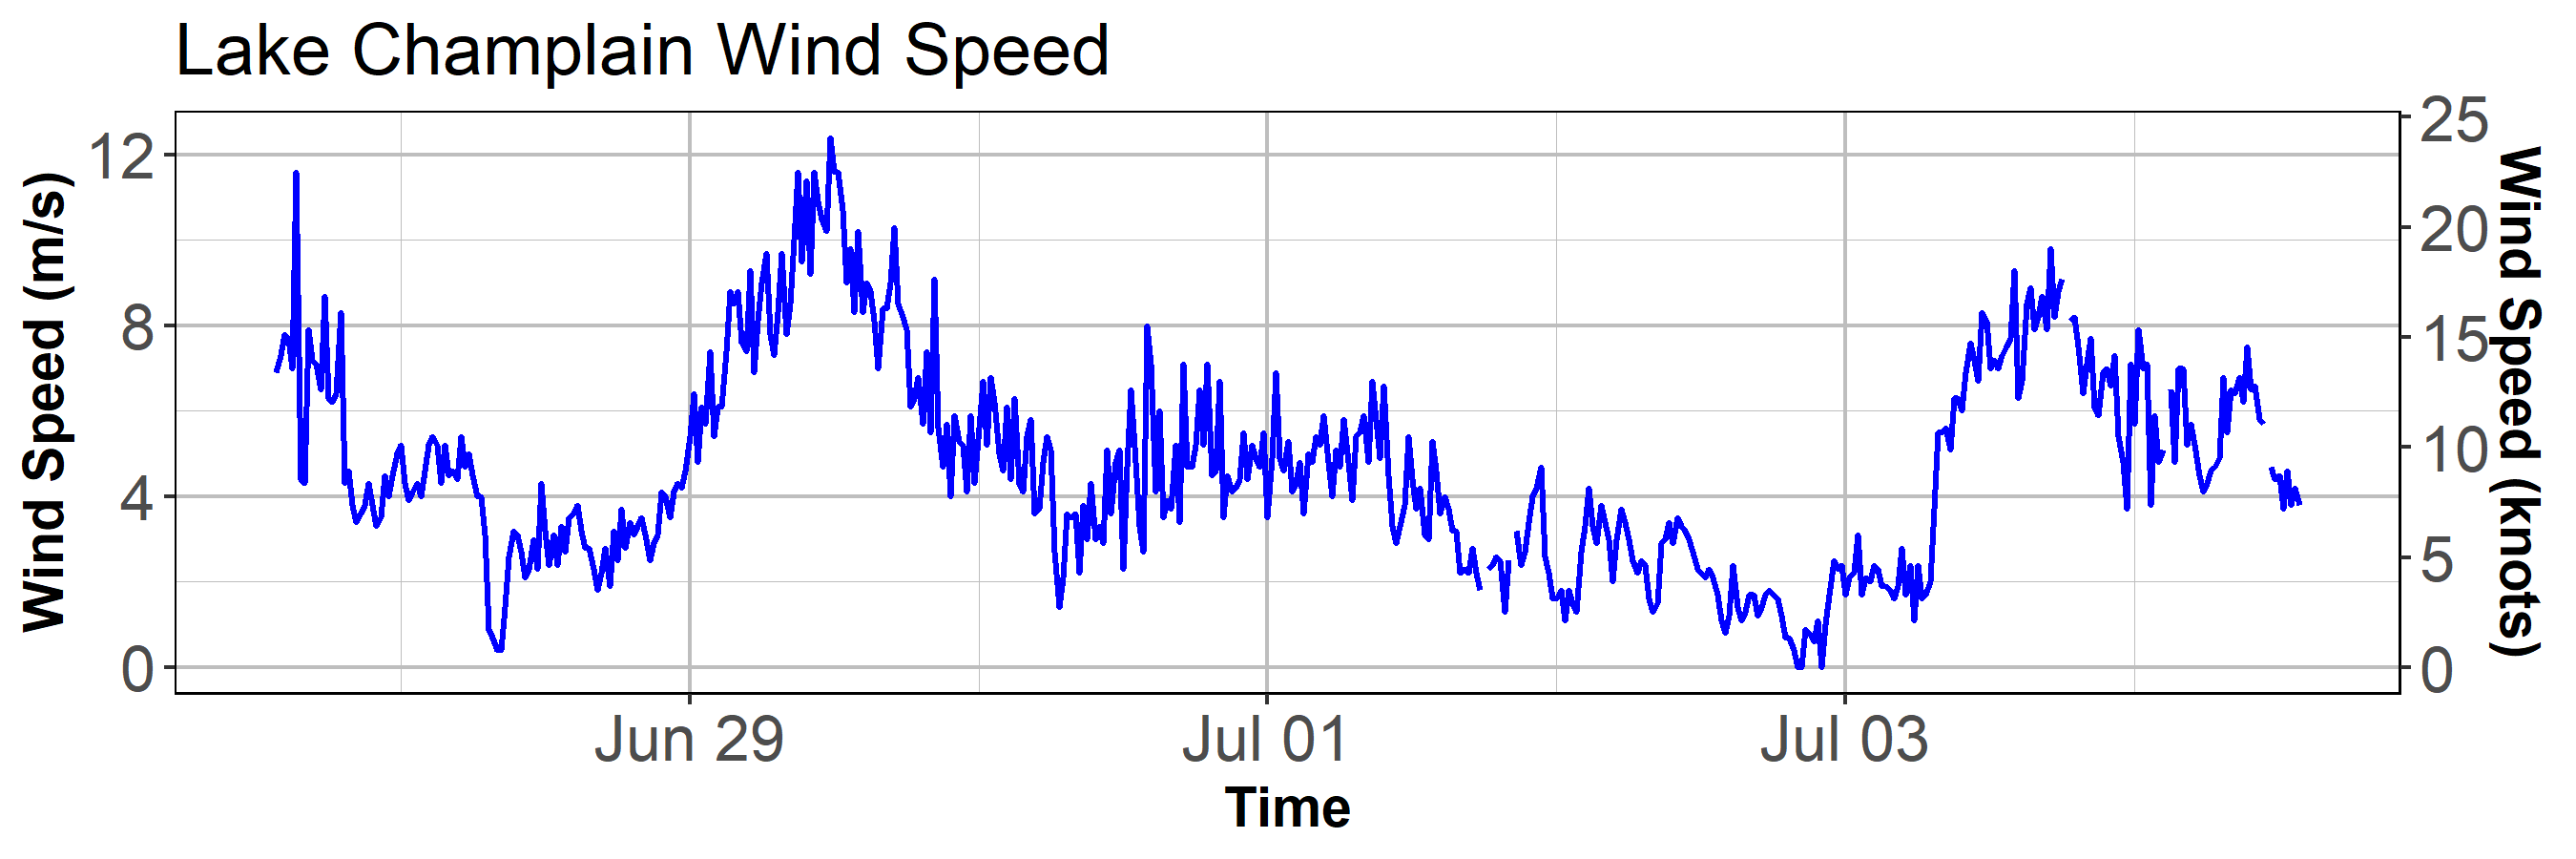 Lake Champlain Wind Speed
Wind Speed (m/s)
12
8
4
0
25
20
15
10
5
0
Wind Speed (knots)
Jun 29
Jul 01
Jul 03
Time